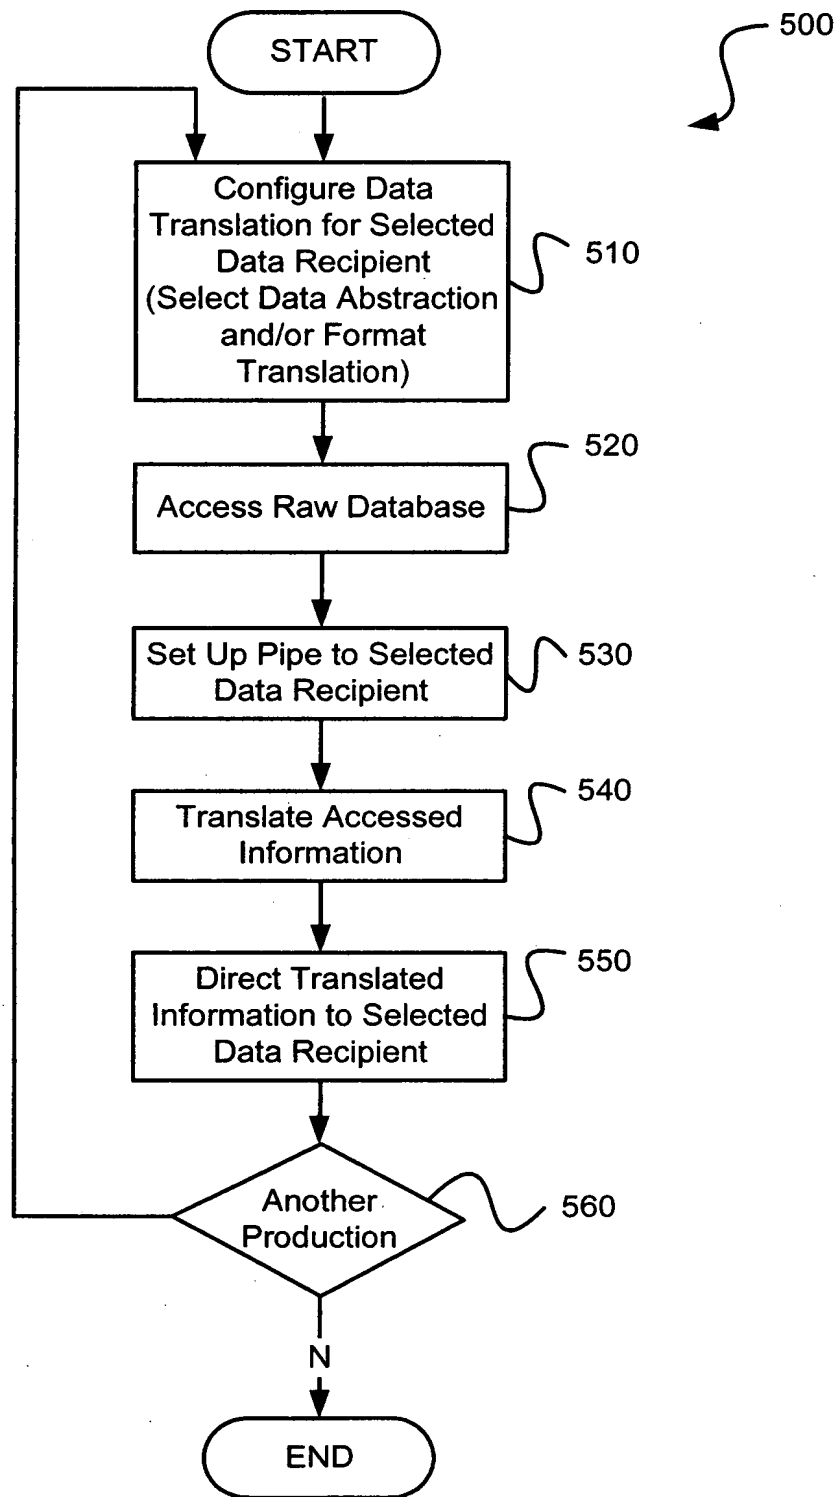 500
START
Configure Data
Translation for Selected
Data Recipient
(Select Data Abstraction
and/or Format
Translation)
510
Access Raw Database
520
Set Up Pipe to Selected
Data Recipient
530
Translate Accessed
Information
540
Direct Translated
Information to Selected
Data Recipient
550
Another
Production
560
N
END